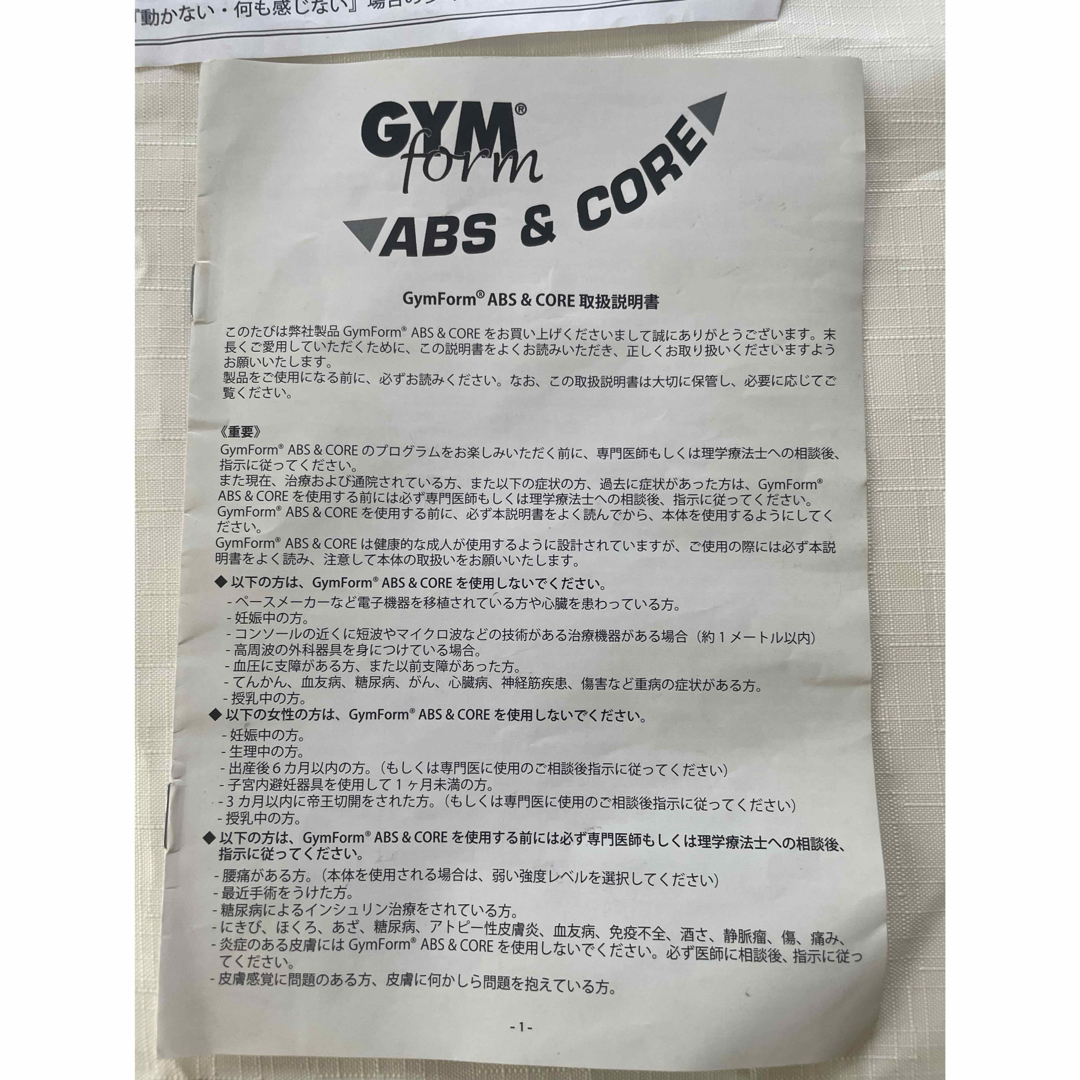 『動かない・何も感じない』場合の
GYM®
form
ABS & CORE
GymForm® ABS & CORE 取扱説明書
このたびは弊社製品 GymForm® ABS & CORE をお買い上げくださいまして誠にありがとうございます。末
長くご愛用していただくために、この説明書をよくお読みいただき、正しくお取り扱いくださいますよう
お願いいたします。
製品をご使用になる前に、必ずお読みください。なお、この取扱説明書は大切に保管し、必要に応じてご
覧ください。
《重要》
GymForm® ABS & CORE のプログラムをお楽しみいただく前に、専門医師もしくは理学療法士への相談後、
指示に従ってください。
また現在、治療および通院されている方、また以下の症状の方、過去に症状があった方は、GymForm®
ABS & CORE を使用する前には必ず専門医師もしくは理学療法士への相談後、指示に従ってください。
GymForm® ABS & CORE を使用する前に、必ず本説明書をよく読んでから、本体を使用するようにしてく
ださい。
GymForm® ABS & CORE は健康的な成人が使用するように設計されていますが、ご使用の際には必ず本説
明書をよく読み、注意して本体の取扱いをお願いいたします。
◆ 以下の方は、GymForm® ABS & CORE を使用しないでください。
- ペースメーカーなど電子機器を移植されている方や心臓を患わっている方。
- 妊娠中の方。
- コンソールの近くに短波やマイクロ波などの技術がある治療機器がある場合（約１メートル以内）
- 高周波の外科器具を身につけている場合。
- 血圧に支障がある方、また以前支障があった方。
- てんかん、血友病、糖尿病、がん、心臓病、神経筋疾患、傷害など重病の症状がある方。
- 授乳中の方。
◆ 以下の女性の方は、GymForm® ABS & CORE を使用しないでください。
- 妊娠中の方。
- 生理中の方。
- 出産後６カ月以内の方。（もしくは専門医に使用のご相談後指示に従ってください）
- 子宮内避妊器具を使用して１ヶ月未満の方。
- ３カ月以内に帝王切開をされた方。（もしくは専門医に使用のご相談後指示に従ってください）
- 授乳中の方。
◆ 以下の方は、GymForm® ABS & CORE を使用する前には必ず専門医師もしくは理学療法士への相談後、
指示に従ってください。
- 腰痛がある方。（本体を使用される場合は、弱い強度レベルを選択してください）
- 最近手術をうけた方。
- 糖尿病によるインシュリン治療をされている方。
- にきび、ほくろ、あざ、糖尿病、アトピー性皮膚炎、血友病、免疫不全、酒さ、静脈瘤、傷、痛み、
- 炎症のある皮膚には GymForm® ABS & CORE を使用しないでください。必ず医師に相談後、指示に従っ
てください。
- 皮膚感覚に問題のある方、皮膚に何かしら問題を抱えている方。
- 1 -